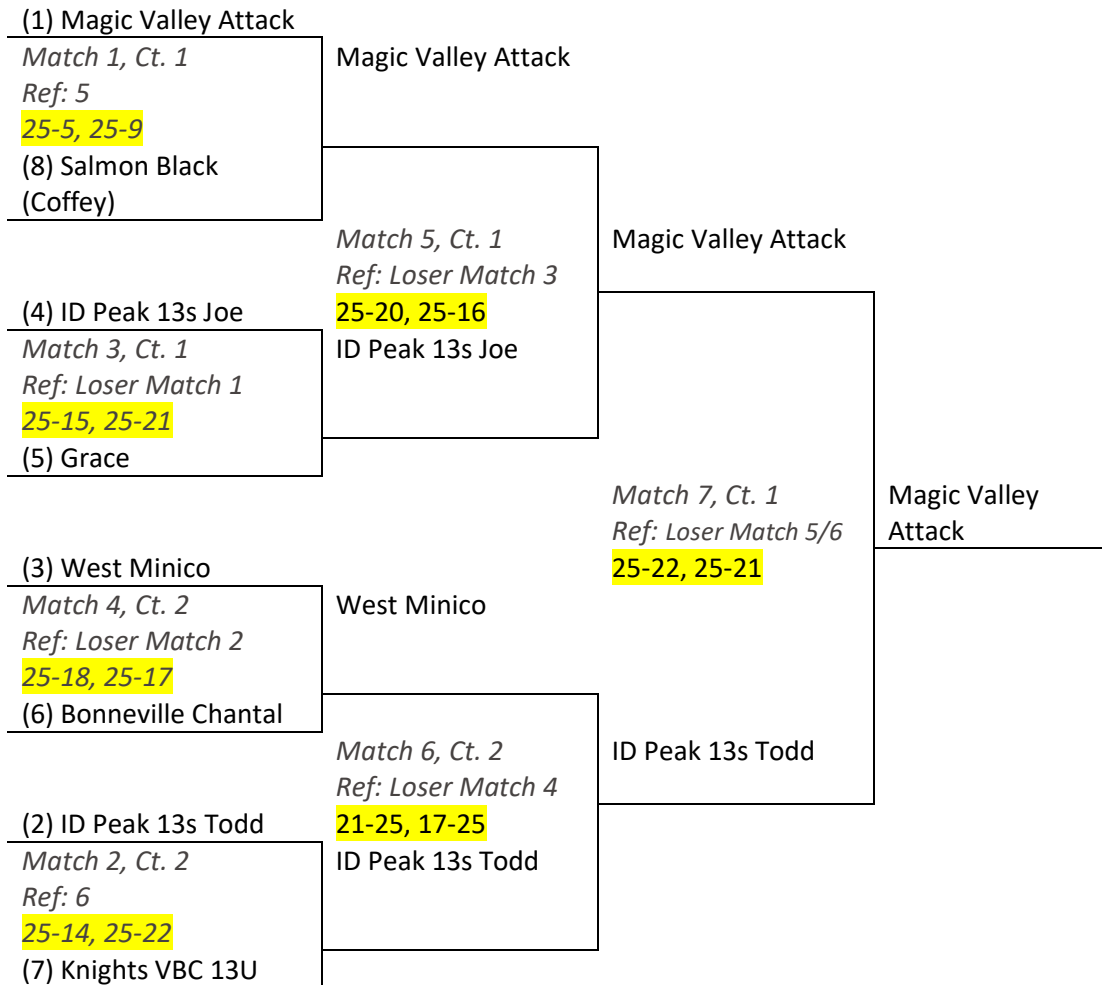 (1) Magic Valley Attack
Match 1, Ct. 1
Ref: 5
25-5, 25-9
(8) Salmon Black
(Coffey)
Magic Valley Attack
(4) ID Peak 13s Joe
Match 3, Ct. 1
Ref: Loser Match 1
25-15, 25-21
(5) Grace
Match 5, Ct. 1
Ref: Loser Match 3
25-20, 25-16
ID Peak 13s Joe
Magic Valley Attack
(3) West Minico
Match 4, Ct. 2
Ref: Loser Match 2
25-18, 25-17
(6) Bonneville Chantal
West Minico
(2) ID Peak 13s Todd
Match 2, Ct. 2
Ref: 6
25-14, 25-22
(7) Knights VBC 13U
Match 6, Ct. 2
Ref: Loser Match 4
21-25, 17-25
ID Peak 13s Todd
Match 7, Ct. 1
Ref: Loser Match 5/6
25-22, 25-21
ID Peak 13s Todd
Magic Valley
Attack